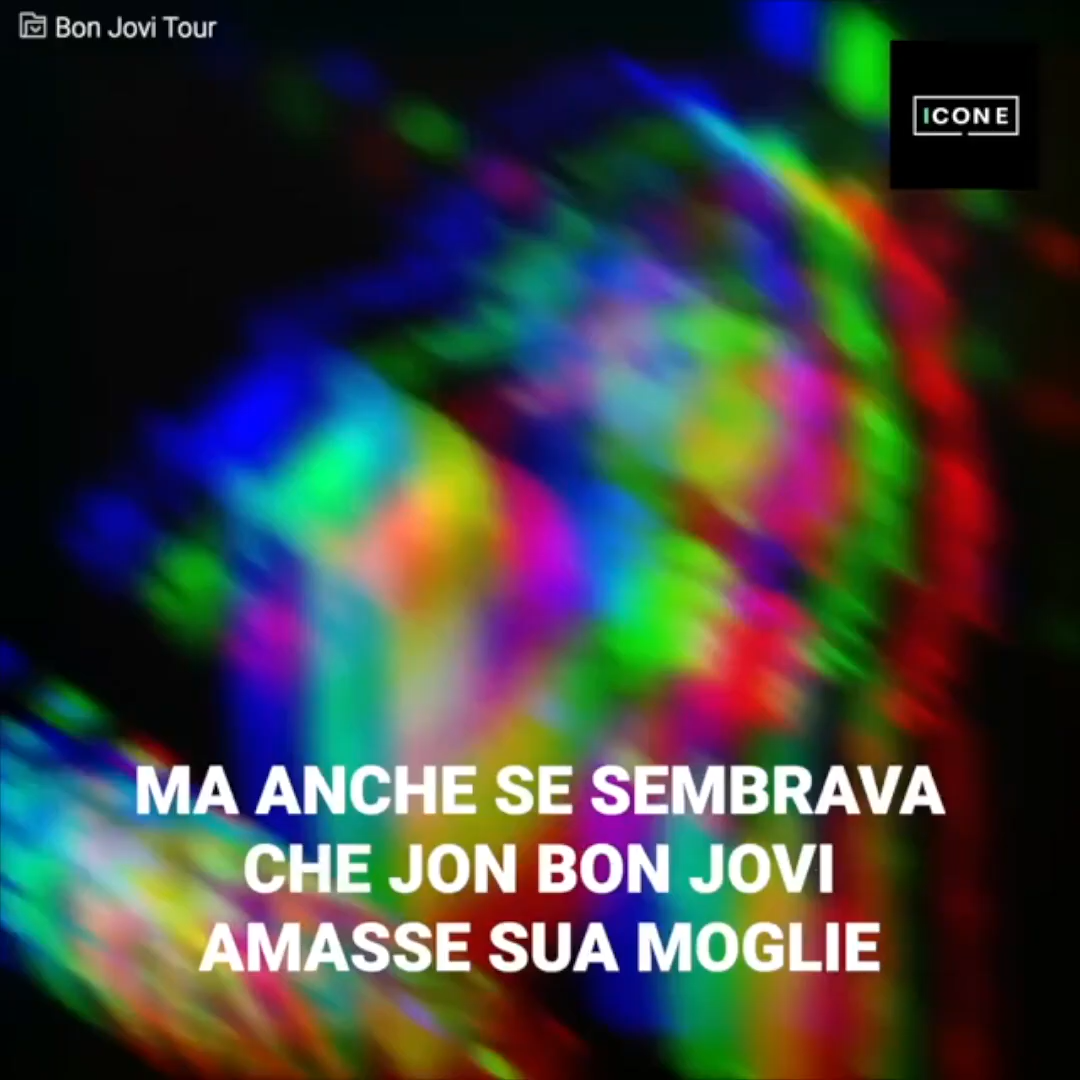 Bon Jovi Tour
ICONE
MA ANCHE SE SEMBRAVA
CHE JON BON JOVI
AMASSE SUA MOGLIE